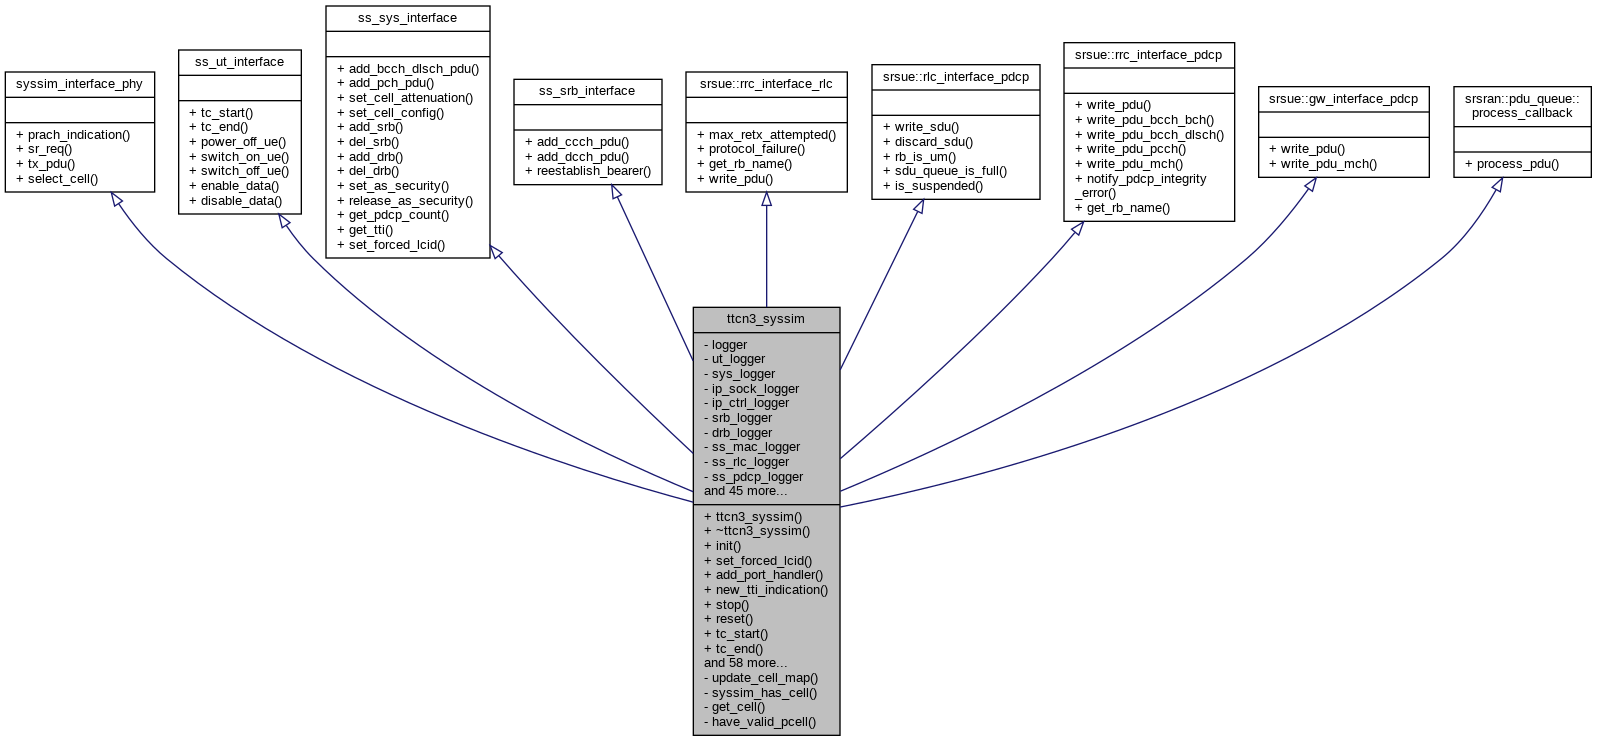 syssim_interface_phy
+ prach_indication()
+ sr_req()
+ tx_pdu()
+ select_cell()
ss_ut_interface
+ tc_start()
+ tc_end()
+ power_off_ue()
+ switch_on_ue()
+ switch_off_ue()
+ enable_data()
+ disable_data()
ss_sys_interface
+ add_bcch_dlsch_pdu()
+ add_pch_pdu()
+ set_cell_attenuation()
+ set_cell_config()
+ add_srb()
+ del_srb()
+ add_drb()
+ del_drb()
+ set_as_security()
+ release_as_security()
+ get_pdcp_count()
+ get_tti()
+ set_forced_lcid()
ss_srb_interface
+ add_ccch_pdu()
+ add_dcch_pdu()
+ reestablish_bearer()
srsue::rrc_interface_rlc
+ max_retx_attempted()
+ protocol_failure()
+ get_rb_name()
+ write_pdu()
srsue::rlc_interface_pdcp
+ write_sdu()
+ discard_sdu()
+ rb_is_um()
+ sdu_queue_is_full()
+ is_suspended()
srsue::rrc_interface_pdcp
+ write_pdu()
+ write_pdu_bcch_bch()
+ write_pdu_bcch_dlsch()
+ write_pdu_pcch()
+ write_pdu_mch()
+ notify_pdcp_integrity
_error()
+ get_rb_name()
srsue::gw_interface_pdcp
+ write_pdu()
+ write_pdu_mch()
srsran::pdu_queue::
process_callback
+ process_pdu()
ttcn3_syssim
- logger
- ut_logger
- sys_logger
- ip_sock_logger
- ip_ctrl_logger
- srb_logger
- drb_logger
- ss_mac_logger
- ss_rlc_logger
- ss_pdcp_logger
and 45 more...
+ ttcn3_syssim()
+ ~ttcn3_syssim()
+ init()
+ set_forced_lcid()
+ add_port_handler()
+ new_tti_indication()
+ stop()
+ reset()
+ tc_start()
+ tc_end()
and 58 more...
- update_cell_map()
- syssim_has_cell()
- get_cell()
- have_valid_pcell()